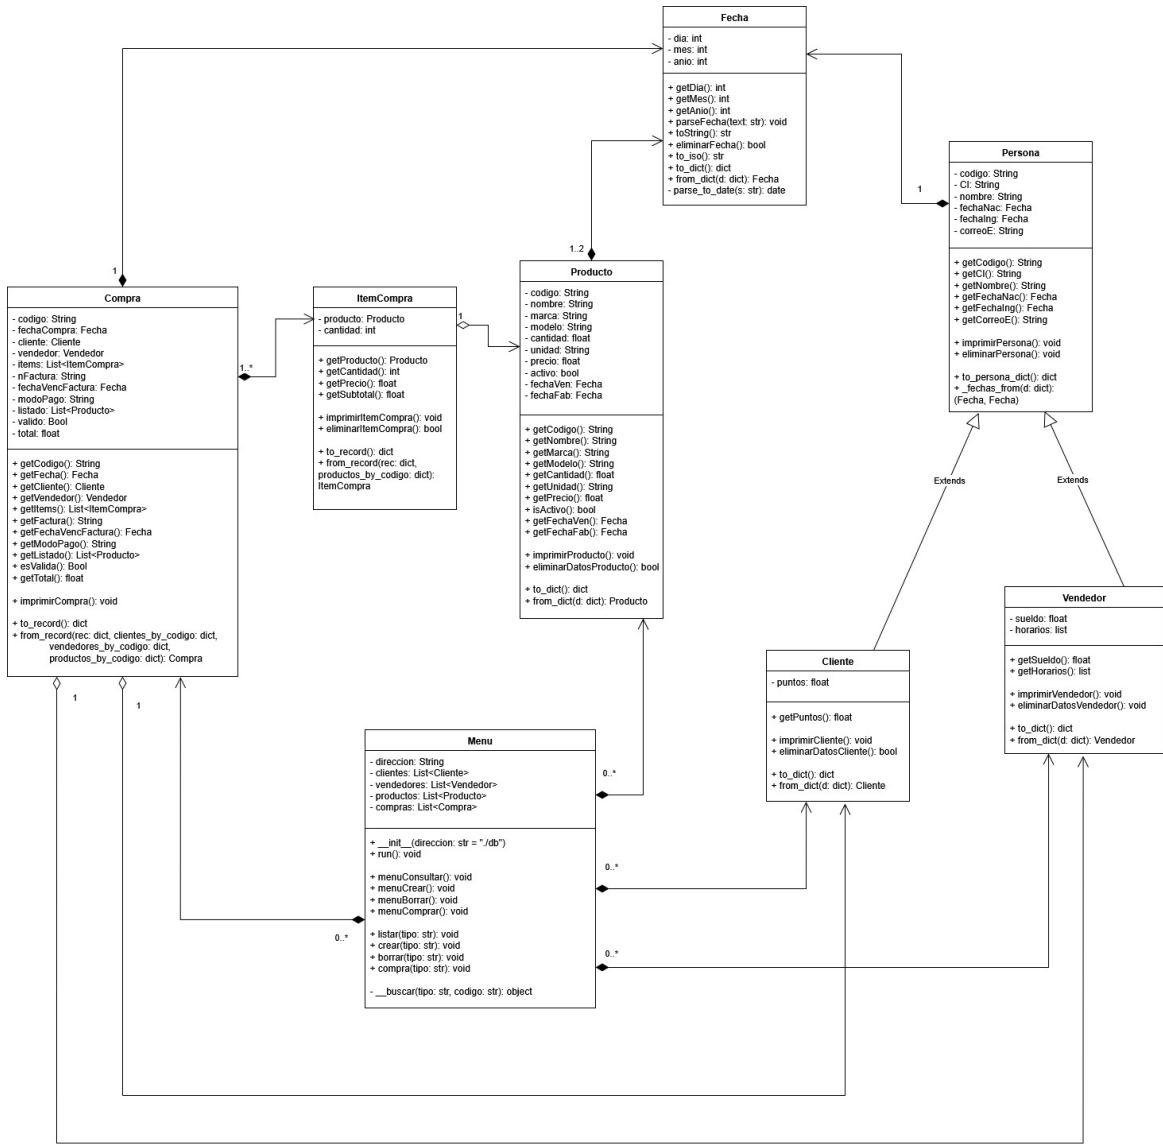 Fecha
- dia: int
- mes: int
- anio: int
+ getDia(): int
+ getMes(): int
+ getAnio(): int
+ parseFecha(text: str): void
+ toString(): str
+ eliminarFecha(): bool
+ to_iso(): str
+ to_dict(): dict
+ from_dict(d: dict): Fecha
- parse_to_date(s: str): date
Persona
- codigo: String
- CI: String
- nombre: String
- fechaNac: Fecha
- fechaIng: Fecha
- correoE: String
+ getCodigo(): String
+ getCI(): String
+ getNombre(): String
+ getFechaNac(): Fecha
+ getFechaIng(): Fecha
+ getCorreoE(): String
+ imprimirPersona(): void
+ eliminarPersona(): void
+ to_persona_dict(): dict
+ _fechas_from(d: dict):
(Fecha, Fecha)
1
1..2
1
Compra
- codigo: String
- fechaCompra: Fecha
- cliente: Cliente
- vendedor: Vendedor
- items: List<ItemCompra>
- nFactura: String
- fechaVencFactura: Fecha
- modoPago: String
- listado: List<Producto>
- valido: Bool
- total: float
+ getCodigo(): String
+ getFecha(): Fecha
+ getCliente(): Cliente
+ getVendedor(): Vendedor
+ getItems(): List<ItemCompra>
+ getFactura(): String
+ getFechaVencFactura(): Fecha
+ getModoPago(): String
+ getListado(): List<Producto>
+ esValida(): Bool
+ getTotal(): float
+ imprimirCompra(): void
+ to_record(): dict
+ from_record(rec: dict, clientes_by_codigo: dict,
vendedores_by_codigo: dict,
productos_by_codigo: dict): Compra
1..*
ItemCompra
- producto: Producto
- cantidad: int
+ getProducto(): Producto
+ getCantidad(): int
+ getPrecio(): float
+ getSubtotal(): float
+ imprimirItemCompra(): void
+ eliminarItemCompra(): bool
+ to_record(): dict
+ from_record(rec: dict,
productos_by_codigo: dict):
ItemCompra
1
Producto
- codigo: String
- nombre: String
- marca: String
- modelo: String
- cantidad: float
- unidad: String
- precio: float
- activo: bool
- fechaVen: Fecha
- fechaFab: Fecha
+ getCodigo(): String
+ getNombre(): String
+ getMarca(): String
+ getModelo(): String
+ getCantidad(): float
+ getUnidad(): String
+ getPrecio(): float
+ isActivo(): bool
+ getFechaVen(): Fecha
+ getFechaFab(): Fecha
+ imprimirProducto(): void
+ eliminarDatosProducto(): bool
+ to_dict(): dict
+ from_dict(d: dict): Producto
Extends
Extends
Vendedor
- sueldo: float
- horarios: list
+ getSueldo(): float
+ getHorarios(): list
+ imprimirVendedor(): void
+ eliminarDatosVendedor(): void
+ to_dict(): dict
+ from_dict(d: dict): Vendedor
Cliente
- puntos: float
+ getPuntos(): float
+ imprimirCliente(): void
+ eliminarDatosCliente(): bool
+ to_dict(): dict
+ from_dict(d: dict): Cliente
1
1
Menu
- direccion: String
- clientes: List<Cliente>
- vendedores: List<Vendedor>
- productos: List<Producto>
- compras: List<Compra>
+ __init__(direccion: str = "./db")
+ run(): void
+ menuConsultar(): void
+ menuCrear(): void
+ menuBorrar(): void
+ menuComprar(): void
+ listar(tipo: str): void
+ crear(tipo: str): void
+ borrar(tipo: str): void
+ compra(tipo: str): void
- __buscar(tipo: str, codigo: str): object
0..*
0..*
0..*
0..*